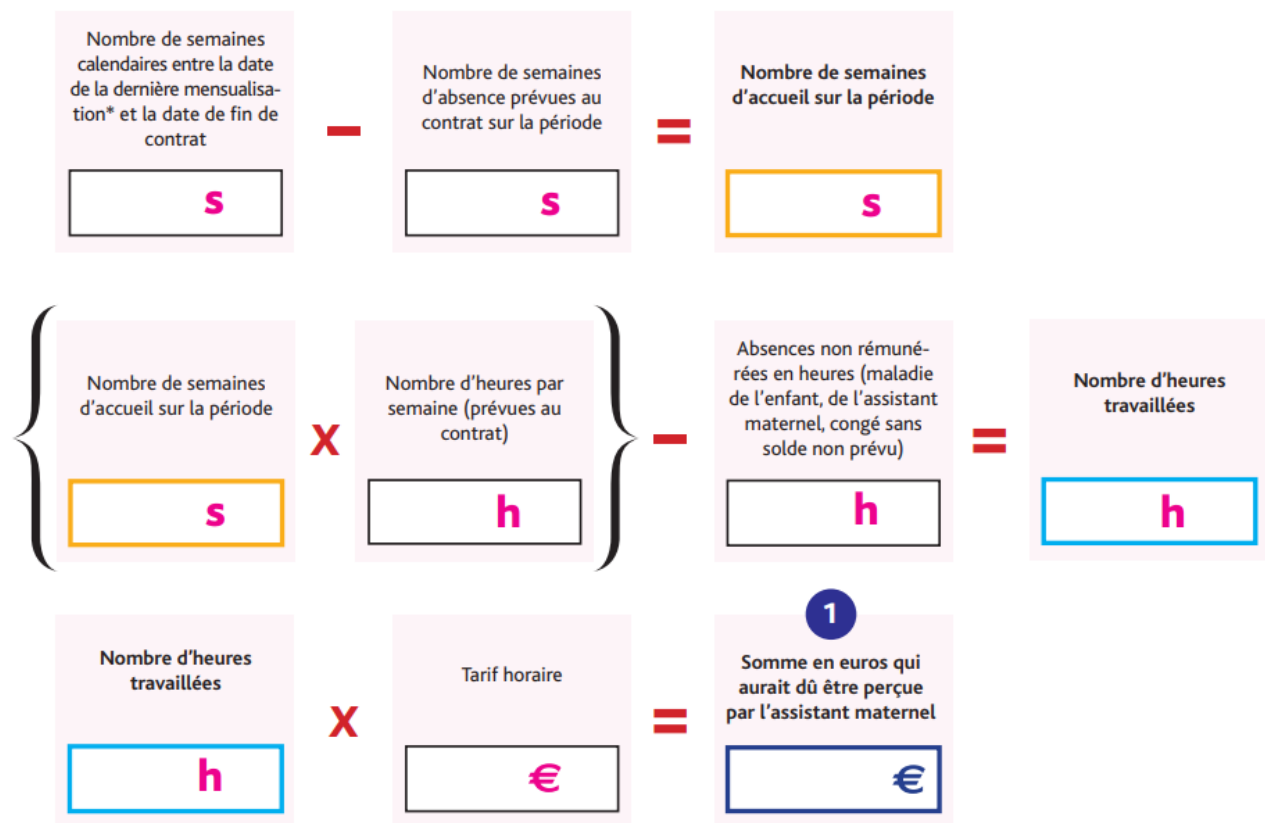 Nombre de semaines
calendaires entre la date
de la dernière mensualisa-
tion* et la date de fin de
contrat
s
−
Nombre de semaines
d'absence prévues au
contrat sur la période
s
=
Nombre de semaines
d'accueil sur la période
s
{
Nombre de semaines
d'accueil sur la période
s
x
Nombre d'heures par
semaine (prévues au
contrat)
h
}
−
Absences non rémuné-
rées en heures (maladie
de l'enfant, de l'assistant
maternel, congé sans
solde non prévu)
h
=
Nombre d'heures
travaillées
h
Nombre d'heures
travaillées
h
x
Tarif horaire
€
=
1
Somme en euros qui
aurait dû être perçue
par l'assistant maternel
€